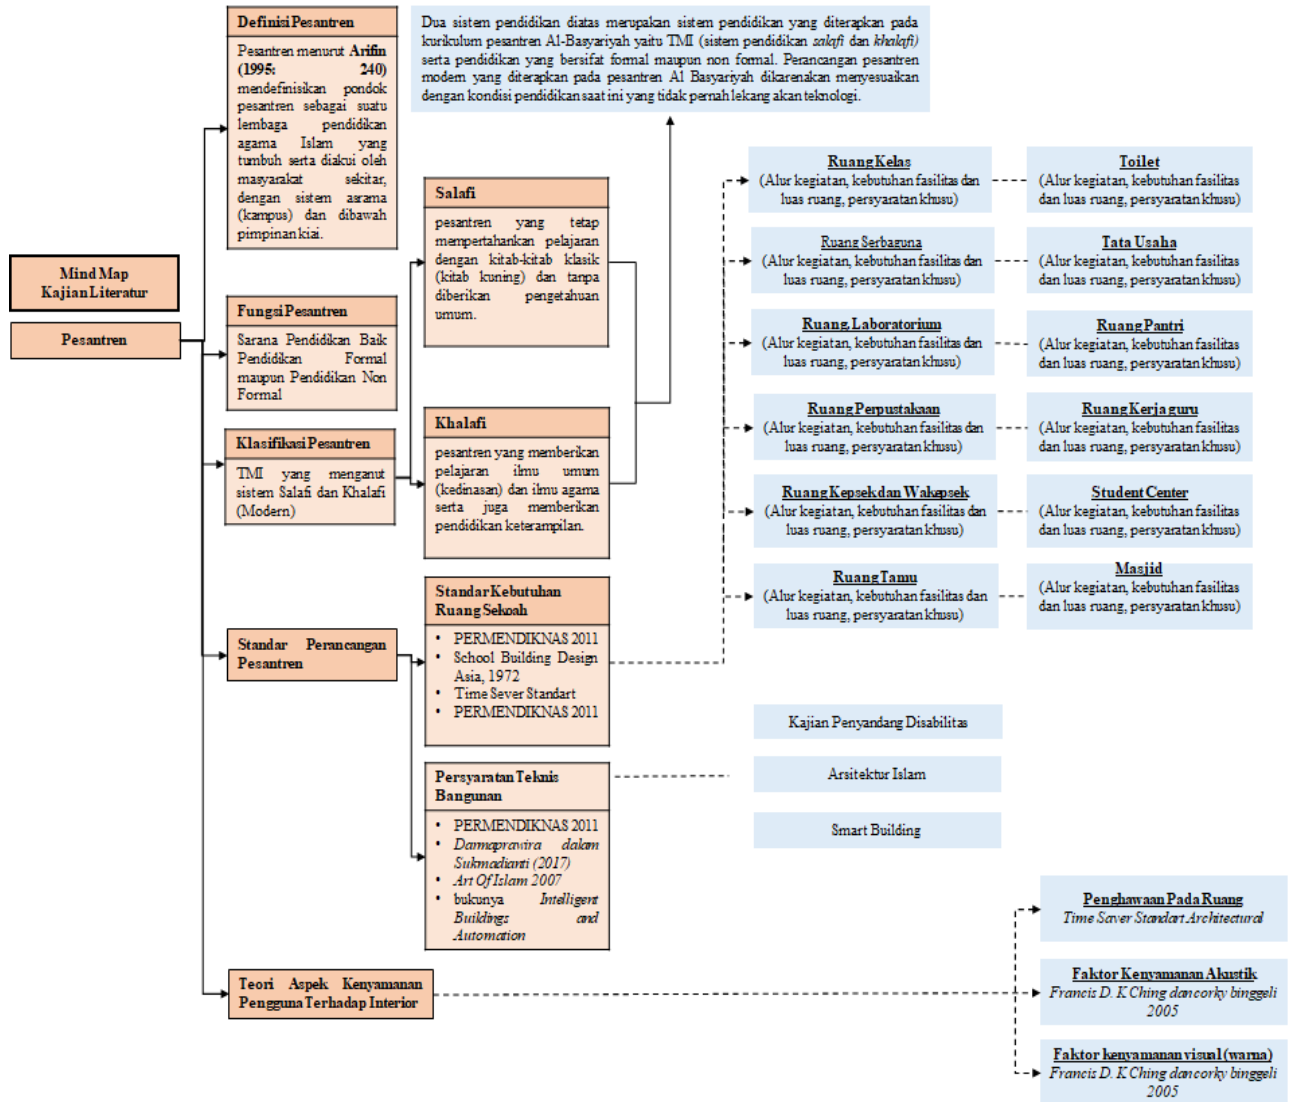 Mind Map
Kajian Literatur
Pesantren
Definisi Pesantren
Pesantren menurut Arifin
(1995: 240)
mendefinisikan pondok
pesantren sebagai suatu
lembaga pendidikan
agama Islam yang
tumbuh serta diakui oleh
masyarakat sekitar,
dengan sistem asrama
(kampus) dan dibawah
pimpinan kiai.
Fungsi Pesantren
Sarana Pendidikan Baik
Pendidikan Formal
maupun Pendidikan Non
Formal
Klasifikasi Pesantren
TMI yang menganut
sistem Salafi dan Khalafi
(Modern)
Standar Perancangan
Pesantren
Teori Aspek Kenyamanan
Pengguna Terhadap Interior
Dua sistem pendidikan diatas merupakan sistem pendidikan yang diterapkan pada
kurikulum pesantren Al-Basyariyah yaitu TMI (sistem pendidikan salafi dan khalafi)
serta pendidikan yang bersifat formal maupun non formal. Perancangan pesantren
modern yang diterapkan pada pesantren Al Basyariyah dikarenakan menyesuaikan
dengan kondisi pendidikan saat ini yang tidak pernah lekang akan teknologi.
Salafi
pesantren yang tetap
mempertahankan pelajaran
dengan kitab-kitab klasik
(kitab kuning) dan tanpa
diberikan pengetahuan
umum.
Khalafi
pesantren yang memberikan
pelajaran ilmu umum
(kedinasan) dan ilmu agama
serta juga memberikan
pendidikan keterampilan.
Standar Kebutuhan
Ruang Sekoah
• PERMENDIKNAS 2011
• School Building Design
Asia, 1972
• Time Sever Standart
• PERMENDIKNAS 2011
Persyaratan Teknis
Bangunan
• PERMENDIKNAS 2011
• Darmaprawira dalam
Sukmadianti (2017)
• Art Of Islam 2007
• bukunya Intelligent
Buildings and
Automation
Ruang Kelas
(Alur kegiatan, kebutuhan fasilitas dan
luas ruang, persyaratan khusu)
Toilet
(Alur kegiatan, kebutuhan fasilitas
dan luas ruang, persyaratan khusu)
Ruang Serbaguna
(Alur kegiatan, kebutuhan fasilitas dan
luas ruang, persyaratan khusu)
Tata Usaha
(Alur kegiatan, kebutuhan fasilitas
dan luas ruang, persyaratan khusu)
Ruang Laboratorium
(Alur kegiatan, kebutuhan fasilitas dan
luas ruang, persyaratan khusu)
Ruang Pantri
(Alur kegiatan, kebutuhan fasilitas
dan luas ruang, persyaratan khusu)
Ruang Perpustakaan
(Alur kegiatan, kebutuhan fasilitas dan
luas ruang, persyaratan khusu)
Ruang Kerja guru
(Alur kegiatan, kebutuhan fasilitas
dan luas ruang, persyaratan khusu)
Ruang Kepsek dan Wakepsek
(Alur kegiatan, kebutuhan fasilitas dan
luas ruang, persyaratan khusu)
Student Center
(Alur kegiatan, kebutuhan fasilitas
dan luas ruang, persyaratan khusu)
Ruang Tamu
(Alur kegiatan, kebutuhan fasilitas dan
luas ruang, persyaratan khusu)
Masjid
(Alur kegiatan, kebutuhan fasilitas
dan luas ruang, persyaratan khusu)
Kajian Penyandang Disabilitas
Arsitektur Islam
Smart Building
Penghawaan Pada Ruang
Time Saver Standart Architectural
Faktor Kenyamanan Akustik
Francis D. K Ching dan corky binggeli
2005
Faktor kenyamanan visual (warna)
Francis D. K Ching dan corky binggeli
2005